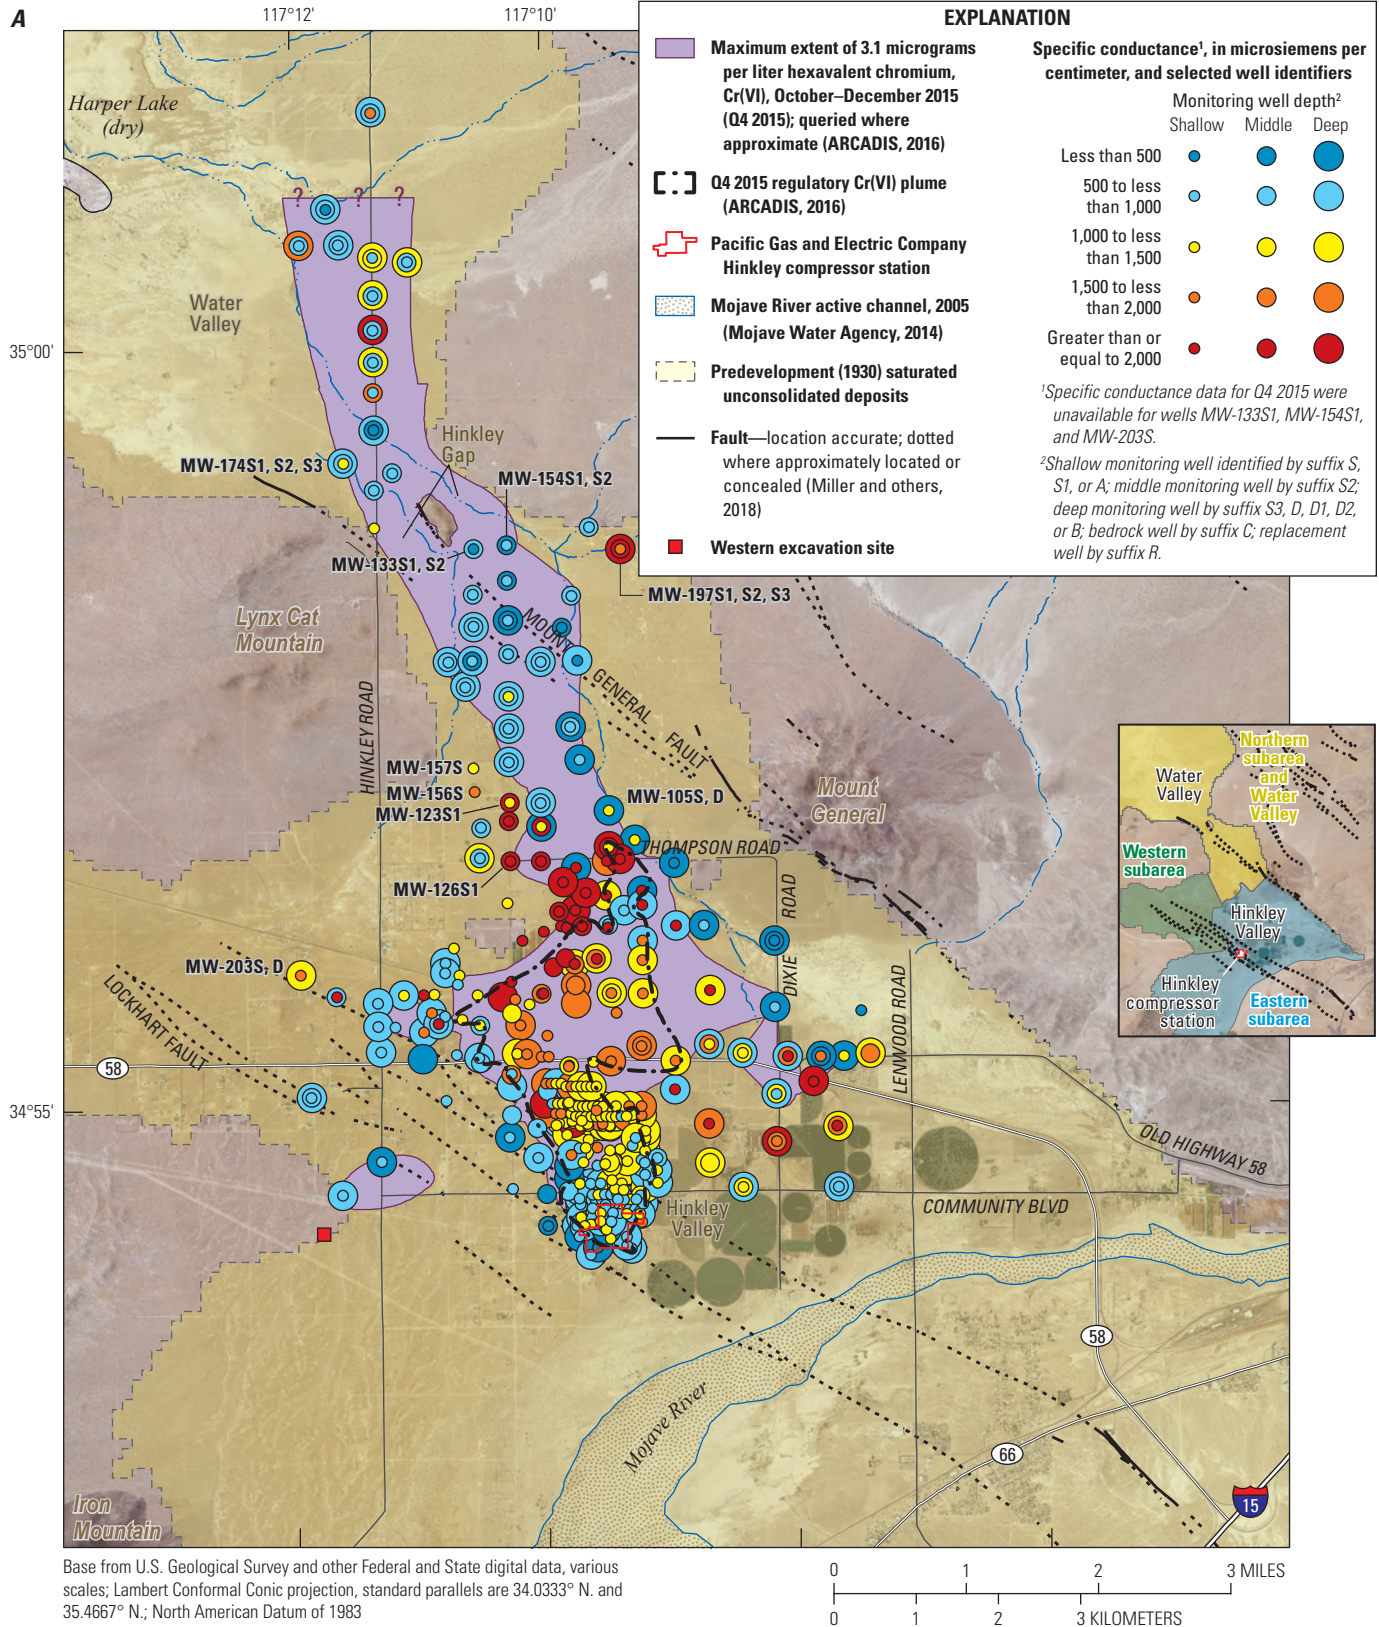 A
117°12'
117°10'
EXPLANATION
Maximum extent of 3.1 micrograms
per liter hexavalent chromium,
Cr(VI), October–December 2015
(Q4 2015); queried where
approximate (ARCADIS, 2016)
Q4 2015 regulatory Cr(VI) plume
(ARCADIS, 2016)
Pacific Gas and Electric Company
Hinkley compressor station
Mojave River active channel, 2005
(Mojave Water Agency, 2014)
Predevelopment (1930) saturated
unconsolidated deposits
Fault—location accurate; dotted
where approximately located or
concealed (Miller and others,
2018)
Western excavation site
Specific conductance¹, in microsiemens per
centimeter, and selected well identifiers
Monitoring well depth²
Shallow Middle Deep
Less than 500
500 to less
than 1,000
1,000 to less
than 1,500
1,500 to less
than 2,000
Greater than or
equal to 2,000
¹Specific conductance data for Q4 2015 were
unavailable for wells MW-133S1, MW-154S1,
and MW-203S.
²Shallow monitoring well identified by suffix S,
S1, or A; middle monitoring well by suffix S2;
deep monitoring well by suffix S3, D, D1, D2,
or B; bedrock well by suffix C; replacement
well by suffix R.
Harper Lake
(dry)
? ? ?
Water
Valley
35°00'
Hinkley
Gap
MW-174S1, S2, S3
MW-154S1, S2
MW-133S1, S2
MW-197S1, S2, S3
Lynx Cat
Mountain
MOUNT GENERAL FAULT
HINKLEY ROAD
MW-157S
MW-156S
MW-123S1
MW-105S, D
Mount
General
THOMPSON ROAD
MW-126S1
DIXIE ROAD
MW-203S, D
LOCKHART FAULT
LENWOOD ROAD
58
34°55'
OLD HIGHWAY 58
COMMUNITY BLVD
Hinkley
Valley
Mojave River
58
66
15
Iron
Mountain
Northern
subarea
and
Water
Valley
Water
Valley
Western
subarea
Hinkley
Valley
Hinkley
compressor
station
Eastern
subarea
Base from U.S. Geological Survey and other Federal and State digital data, various
scales; Lambert Conformal Conic projection, standard parallels are 34.0333° N. and
35.4667° N.; North American Datum of 1983
0 1 2 3 MILES
0 1 2 3 KILOMETERS